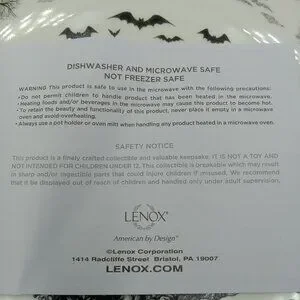 DISHWASHER AND MICROWAVE SAFE
NOT FREEZER SAFE
WARNING This product is safe to use in the microwave with the following precautions:
•Do not permit children to handle product that has been heated in the microwave.
•Heating foods and/or beverages in the microwave may cause this product to become hot.
•To retain the beauty and functionality of this product, never place it empty in a microwave
oven and avoid overheating.
•Always use a pot holder or oven mitt when handling any product heated in a microwave.
SAFETY NOTICE
This product is a finely crafted collectible and valuable keepsake. IT IS NOT A TOY AND
NOT INTENDED FOR CHILDREN UNDER 12. This collectible is breakable which may result
in sharp and/or ingestible parts that could injure children if misused. We recommend
that it be displayed out of reach of children and handled only under adult supervision.
LENOX®
American by Design™
©Lenox Corporation
1414 Radcliffe Street Bristol, PA 19007
LENOX.COM